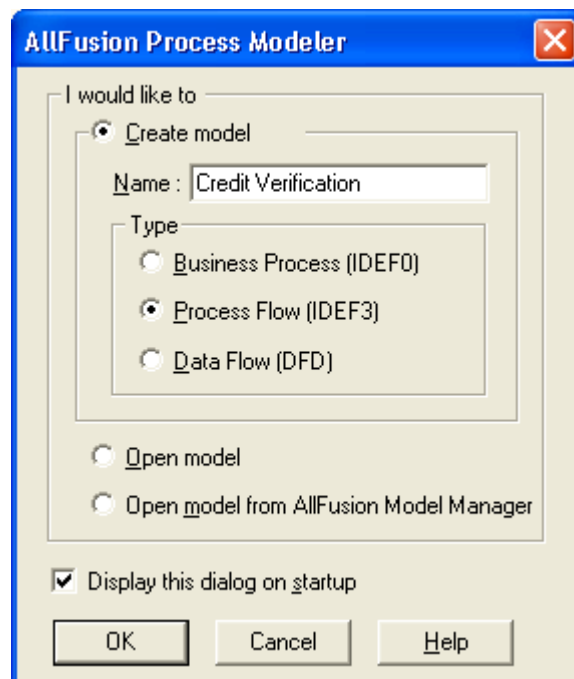 AllFusion Process Modeler
I would like to
Create model
Name : Credit Verification
Type
Business Process (IDEF0)
Process Flow (IDEF3)
Data Flow (DFD)
Open model
Open model from AllFusion Model Manager
Display this dialog on startup
OK Cancel Help